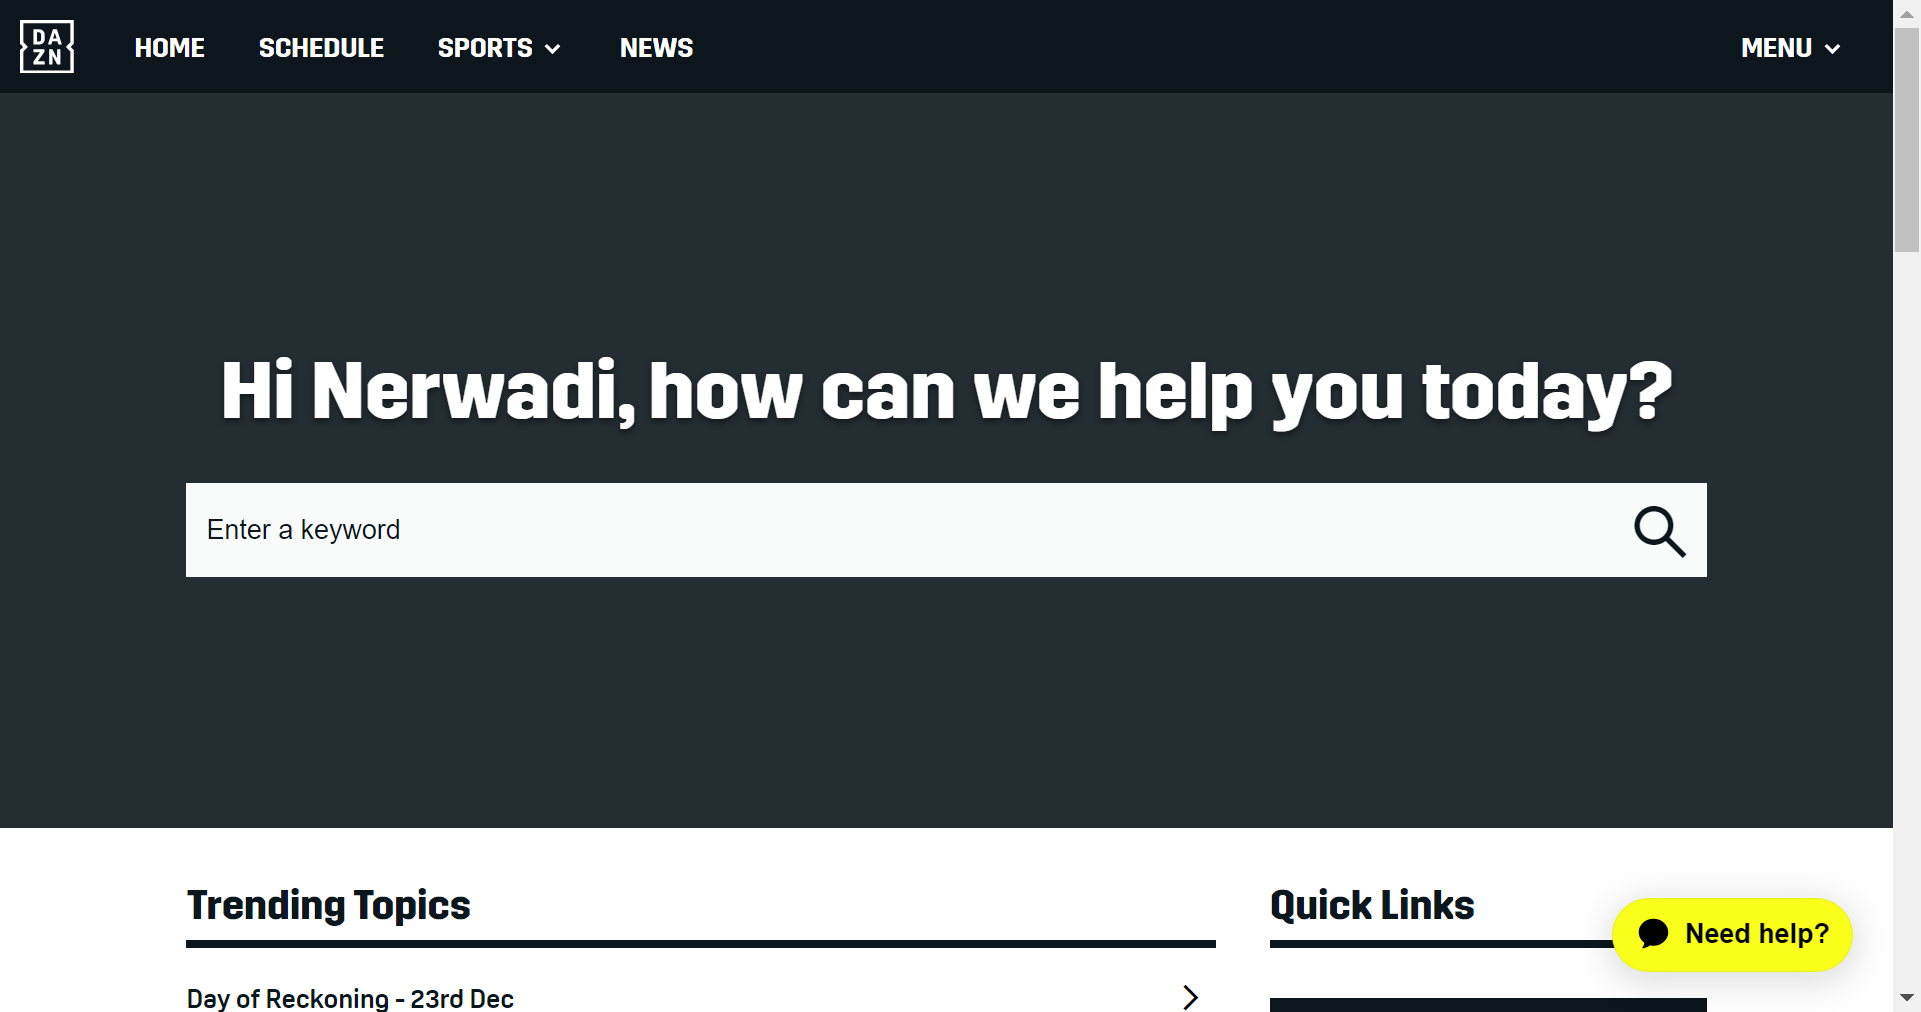 DA
ZN
HOME
SCHEDULE
SPORTS
NEWS
MENU
Hi Nerwadi, how can we help you today?
Enter a keyword
Trending Topics
Quick Links
Need help?
Day of Reckoning - 23rd Dec